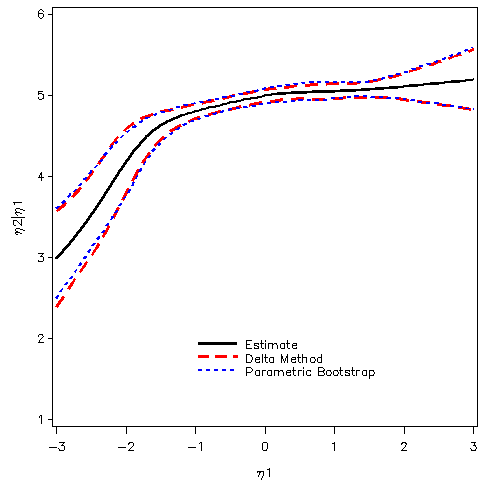 6
5
4
3
2
1
η2|η1
Estimate
Delta Method
Parametric Bootstrap
−3 −2 −1 0 1 2 3
η1